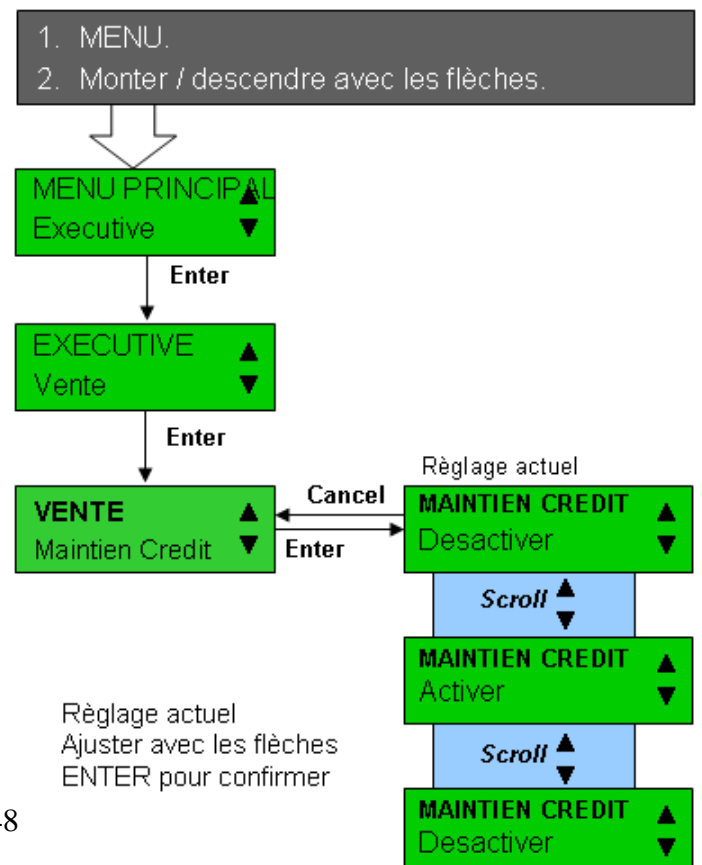 1. MENU.
2. Monter / descendre avec les flèches.
MENU PRINCIPAL
Executive
Enter
EXECUTIVE
Vente
Enter
Règlage actuel
VENTE
Maintien Credit
Cancel
Enter
MAINTIEN CREDIT
Desactiver
Scroll
MAINTIEN CREDIT
Activer
Règlage actuel
Ajuster avec les flèches
ENTER pour confirmer
Scroll
MAINTIEN CREDIT
Desactiver
8